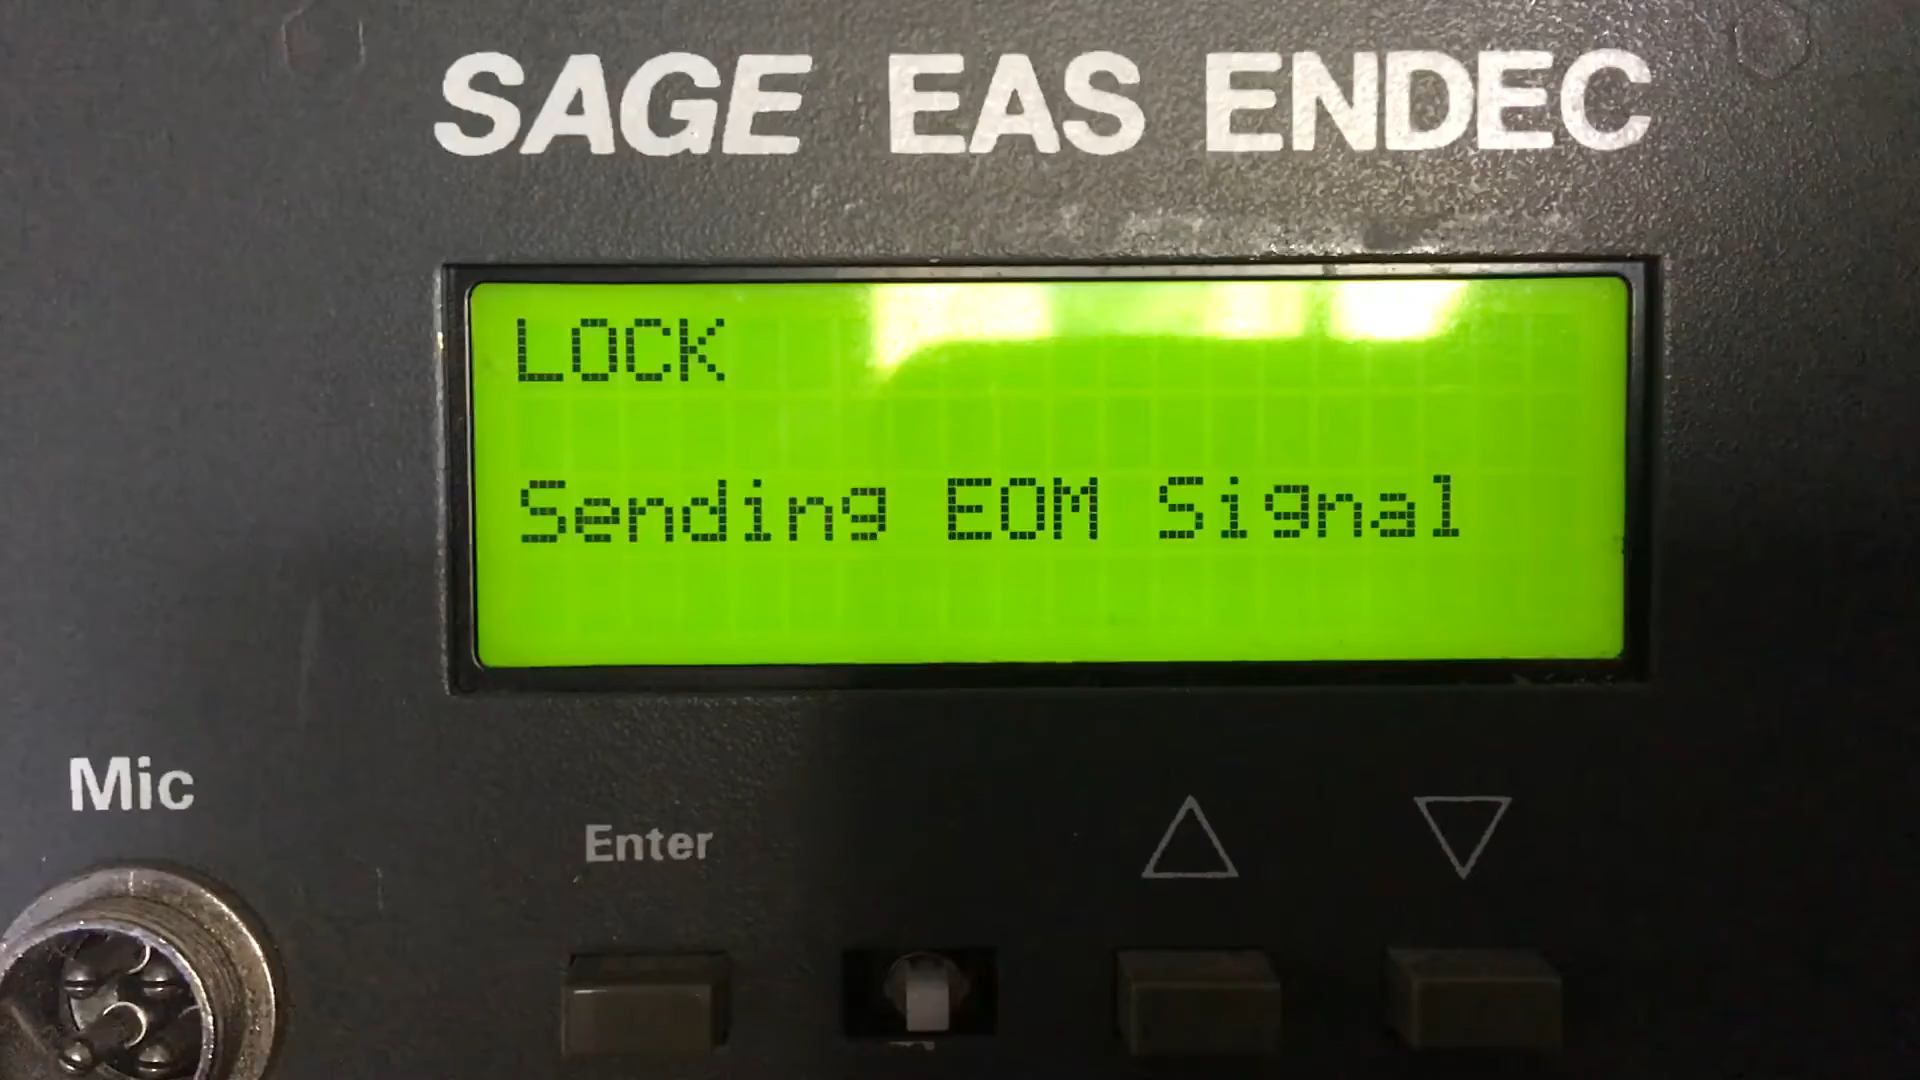 SAGE EAS ENDEC
LOCK
Sending EOM Signal
Mic
Enter